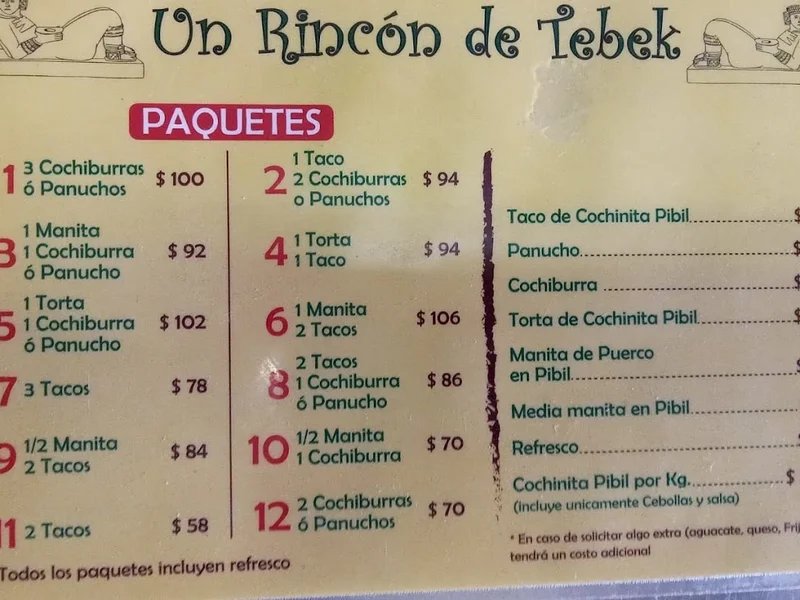 Un Rincón de Tebek
PAQUETES
1 3 Cochiburras
ó Panuchos $ 100
2 1 Taco
2 Cochiburras
o Panuchos $ 94
3 1 Manita
1 Cochiburra
ó Panucho $ 92
4 1 Torta
1 Taco $ 94
5 1 Torta
1 Cochiburra
ó Panucho $ 102
6 1 Manita
2 Tacos $ 106
7 3 Tacos $ 78
8 2 Tacos
1 Cochiburra
ó Panucho $ 86
9 1/2 Manita
2 Tacos $ 84
10 1/2 Manita
1 Cochiburra $ 70
11 2 Tacos $ 58
12 2 Cochiburras
ó Panuchos $ 70
Todos los paquetes incluyen refresco
Taco de Cochinita Pibil $
Panucho $
Cochiburra $
Torta de Cochinita Pibil $
Manita de Puerco
en Pibil $
Media manita en Pibil
Refresco $
Cochinita Pibil por Kg. $
(incluye unicamente Cebollas y salsa)
* En caso de solicitar algo extra (aguacate, queso, Frij
tendrá un costo adicional